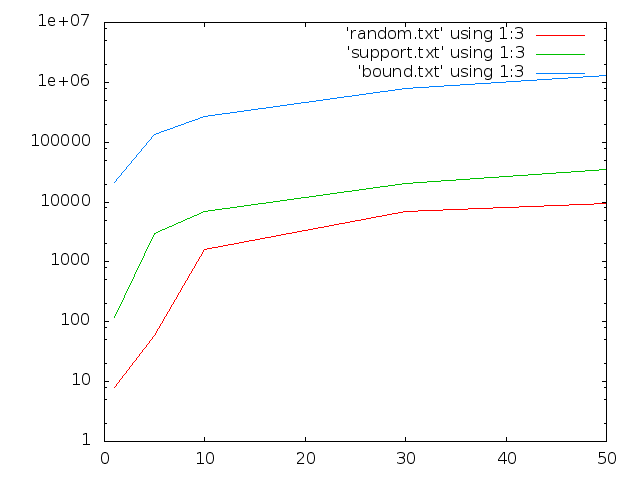 1e+07
'random.txt' using 1:3
'support.txt' using 1:3
'bound.txt' using 1:3
1e+06
100000
10000
1000
100
10
1
0 10 20 30 40 50